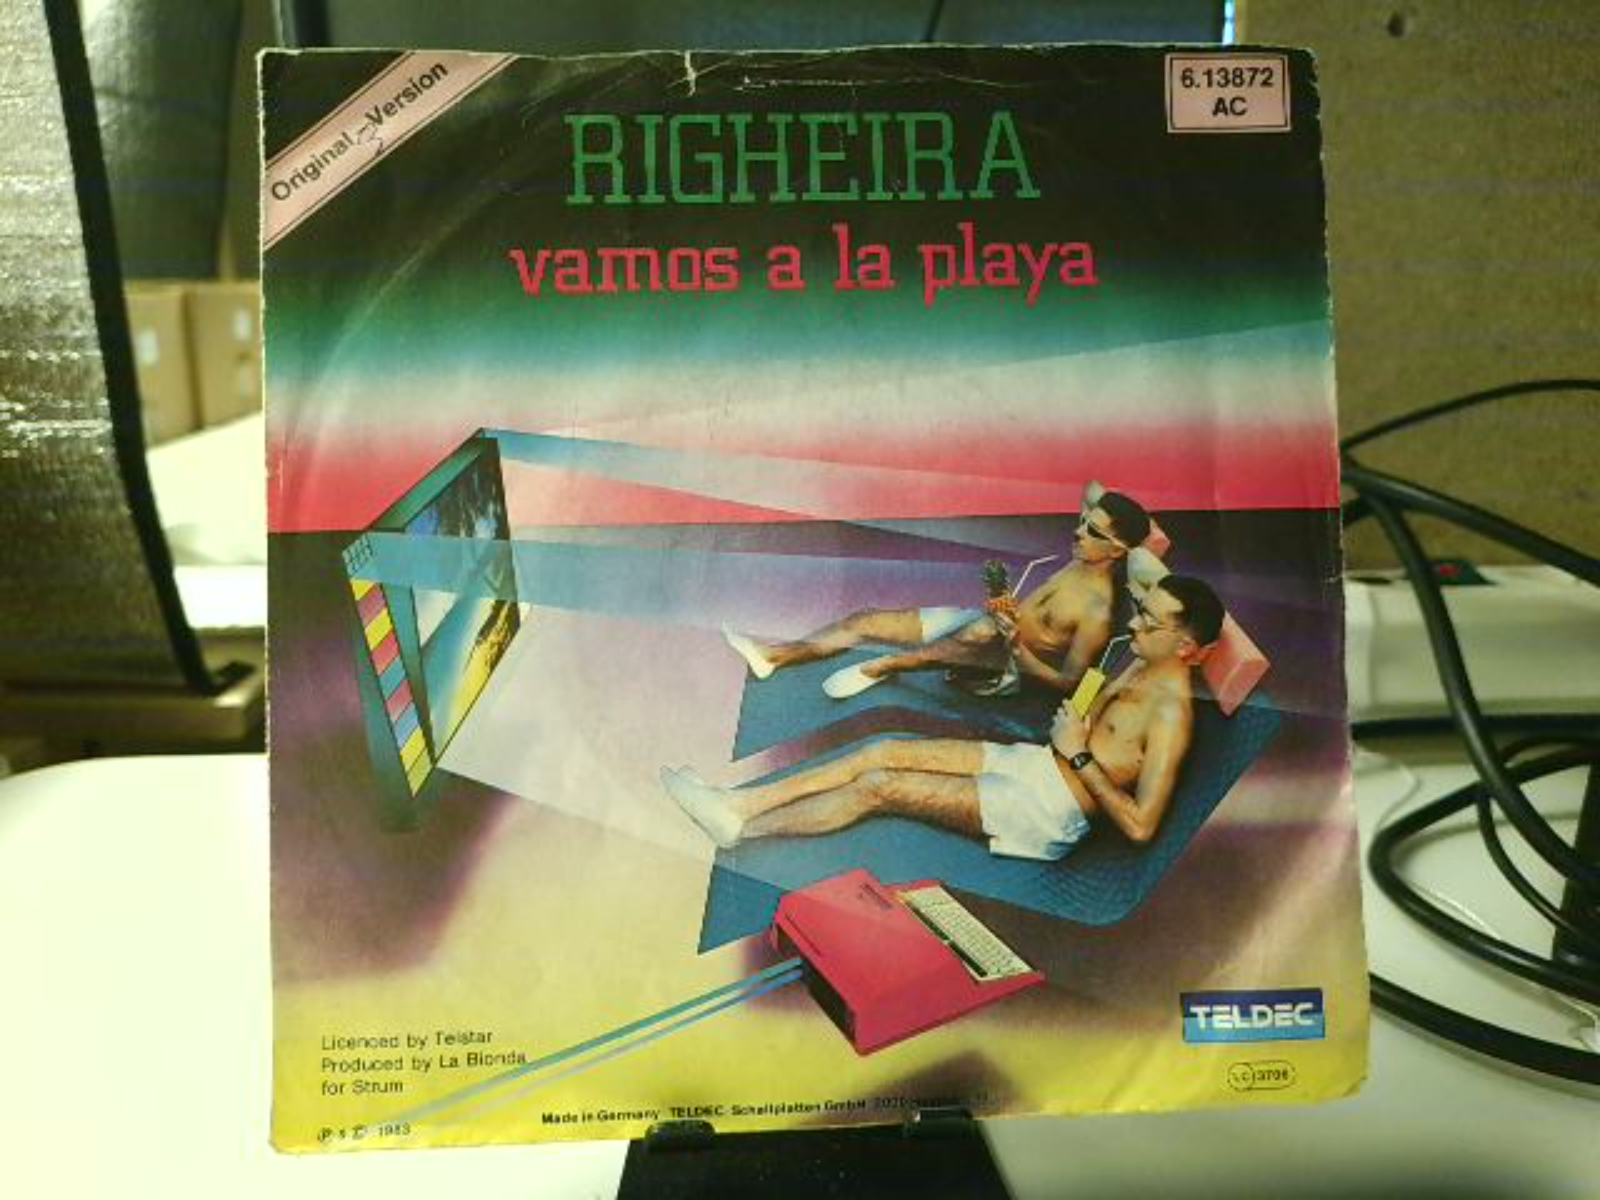 Original-Version
6.13872
AC
RIGHEIRA
vamos a la playa
Licenced by Telstar
Produced by La Bionda
for Strum
TELDEC
LC 3706
Made in Germany TELDEC Schallplatten GmbH
℗ & © 1983